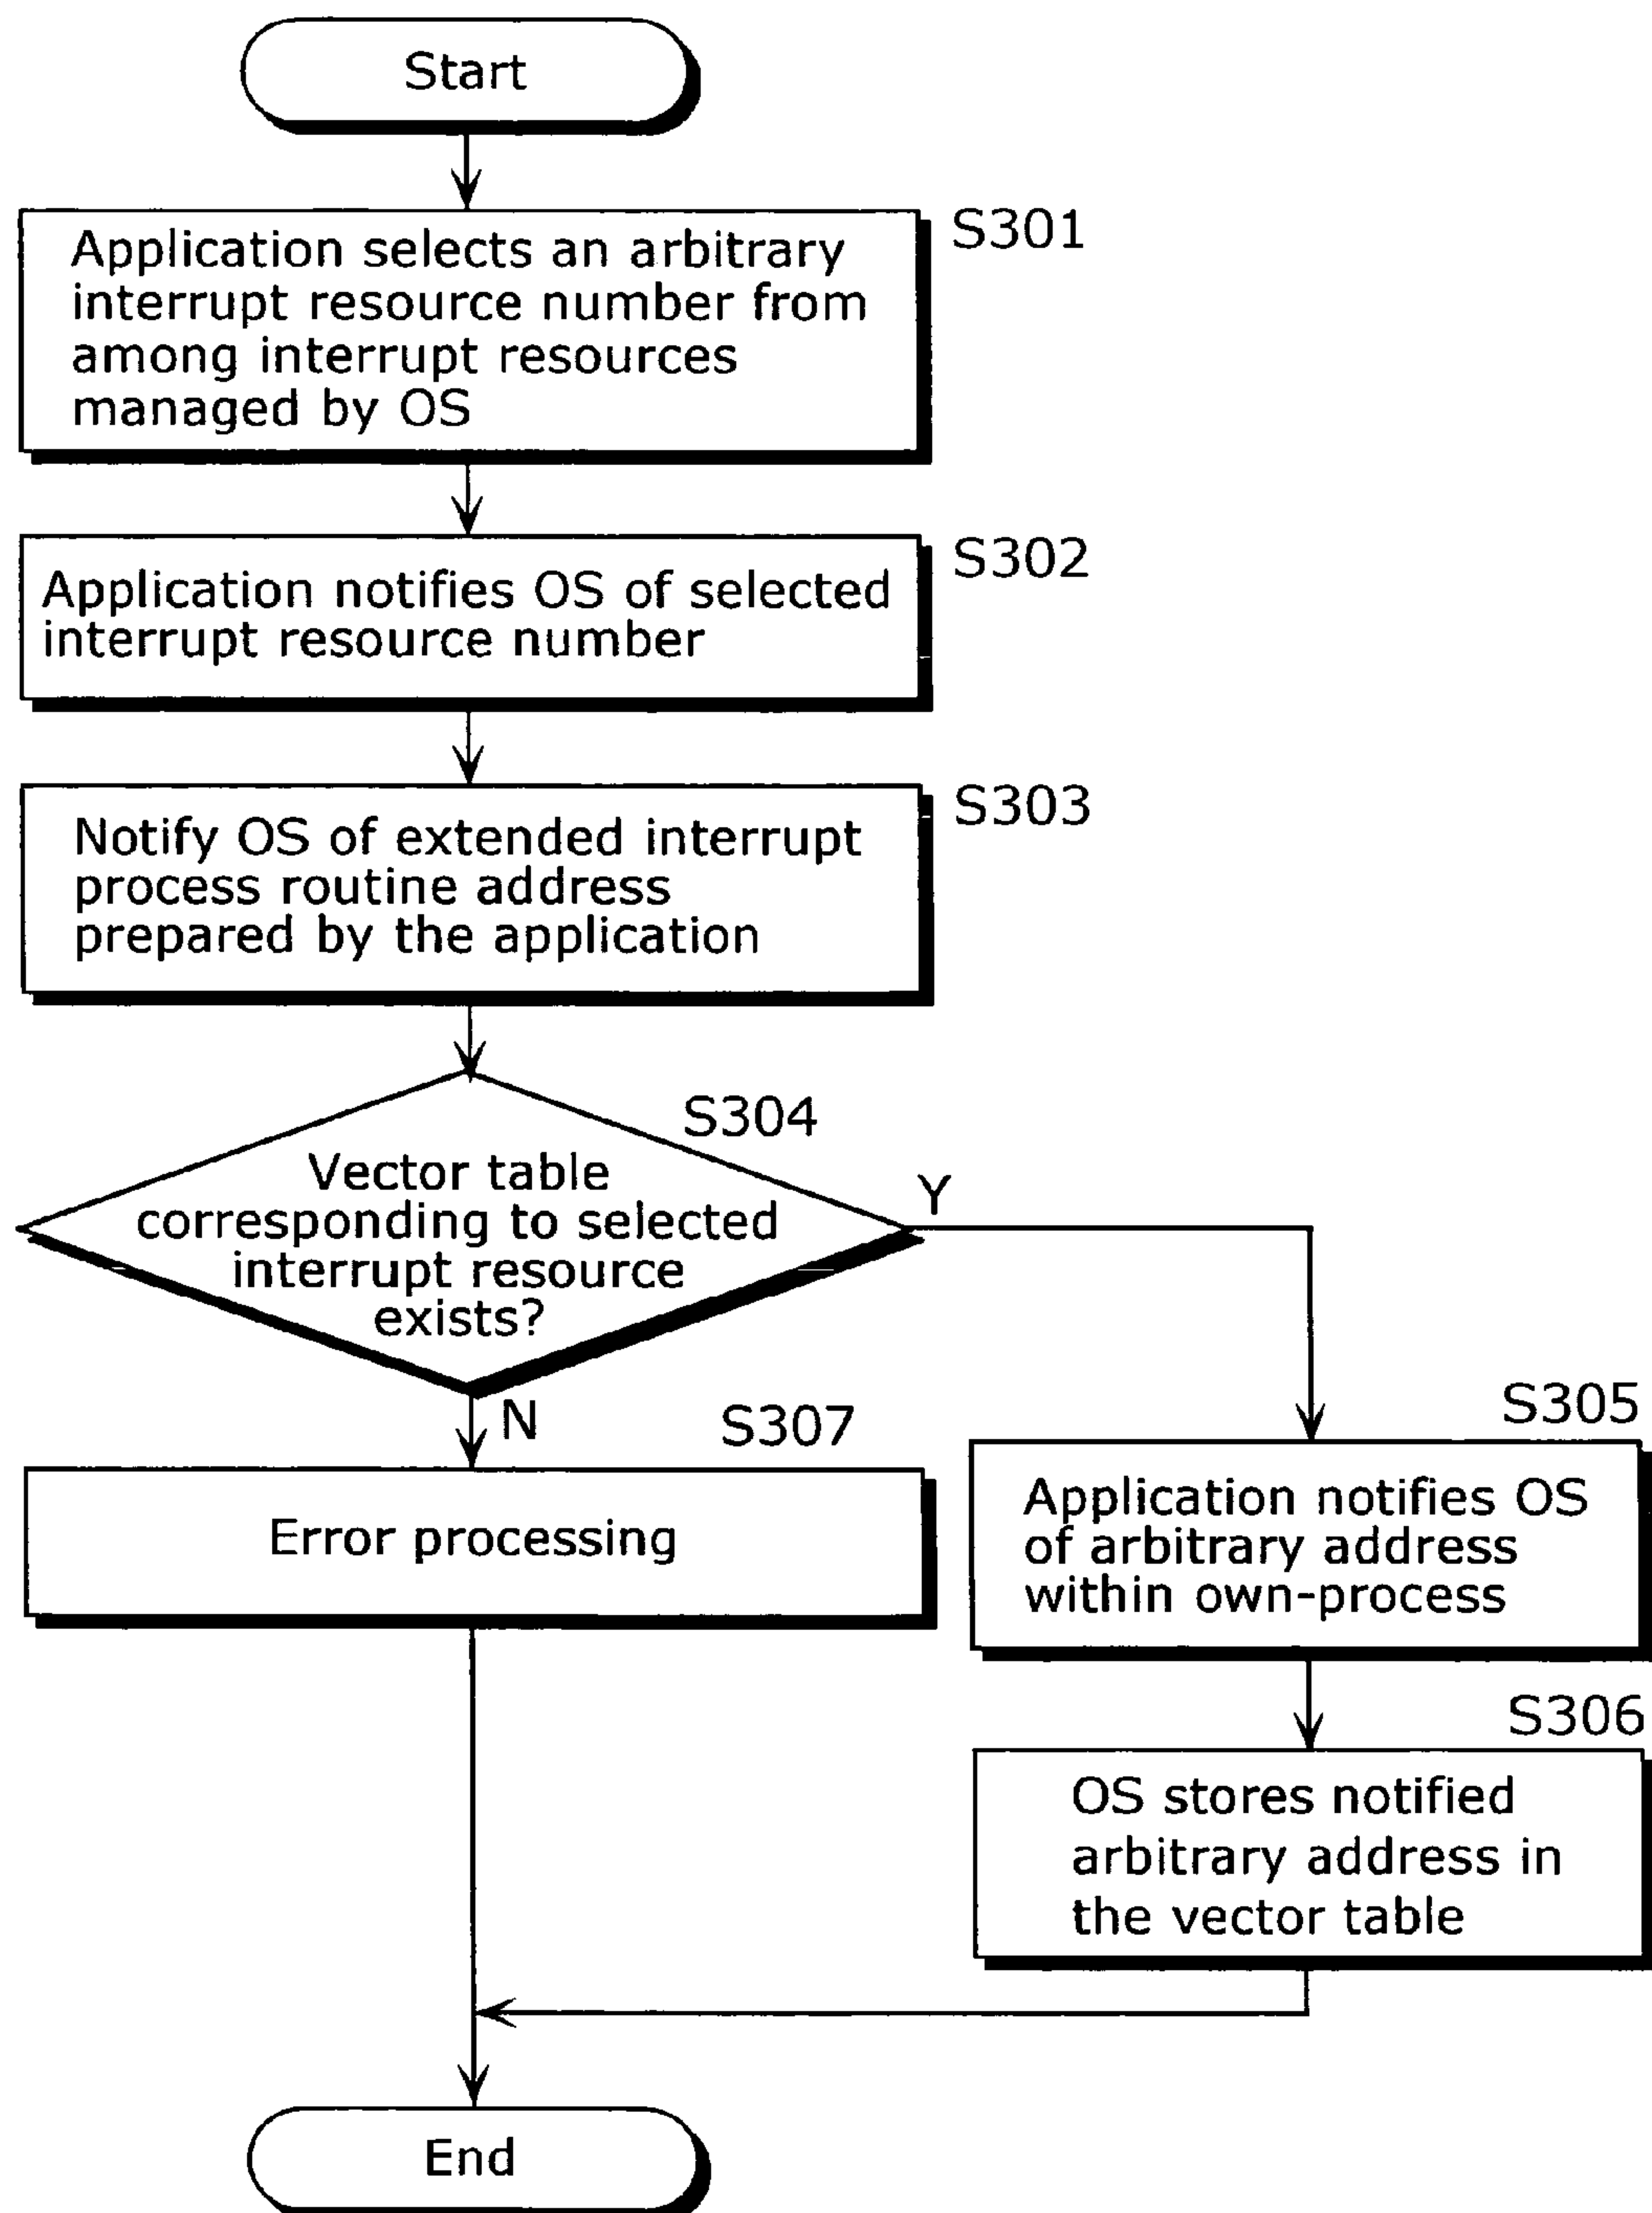 Start
S301
Application selects an arbitrary
interrupt resource number from
among interrupt resources
managed by OS
S302
Application notifies OS of selected
interrupt resource number
S303
Notify OS of extended interrupt
process routine address
prepared by the application
S304
Vector table
corresponding to selected
interrupt resource
exists?
Y
N
S307
Error processing
S305
Application notifies OS
of arbitrary address
within own-process
S306
OS stores notified
arbitrary address in
the vector table
End